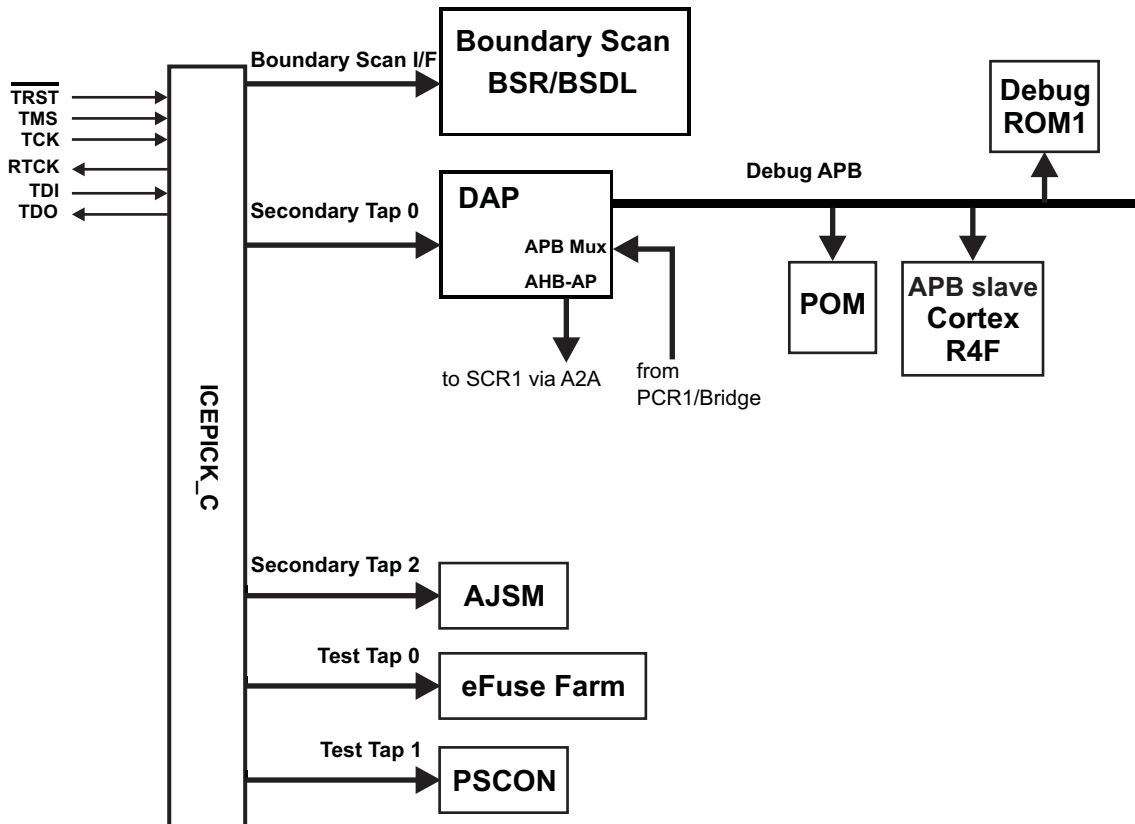 Boundary Scan I/F
Boundary Scan
BSR/BSDL
TRST
TMS
TCK
RTCK
TDI
TDO
ICEPICK_C
Secondary Tap 0
DAP
APB Mux
AHB-AP
to SCR1 via A2A
from
PCR1/Bridge
Debug APB
Debug
ROM1
POM
APB slave
Cortex
R4F
Secondary Tap 2
AJSM
Test Tap 0
eFuse Farm
Test Tap 1
PSCON